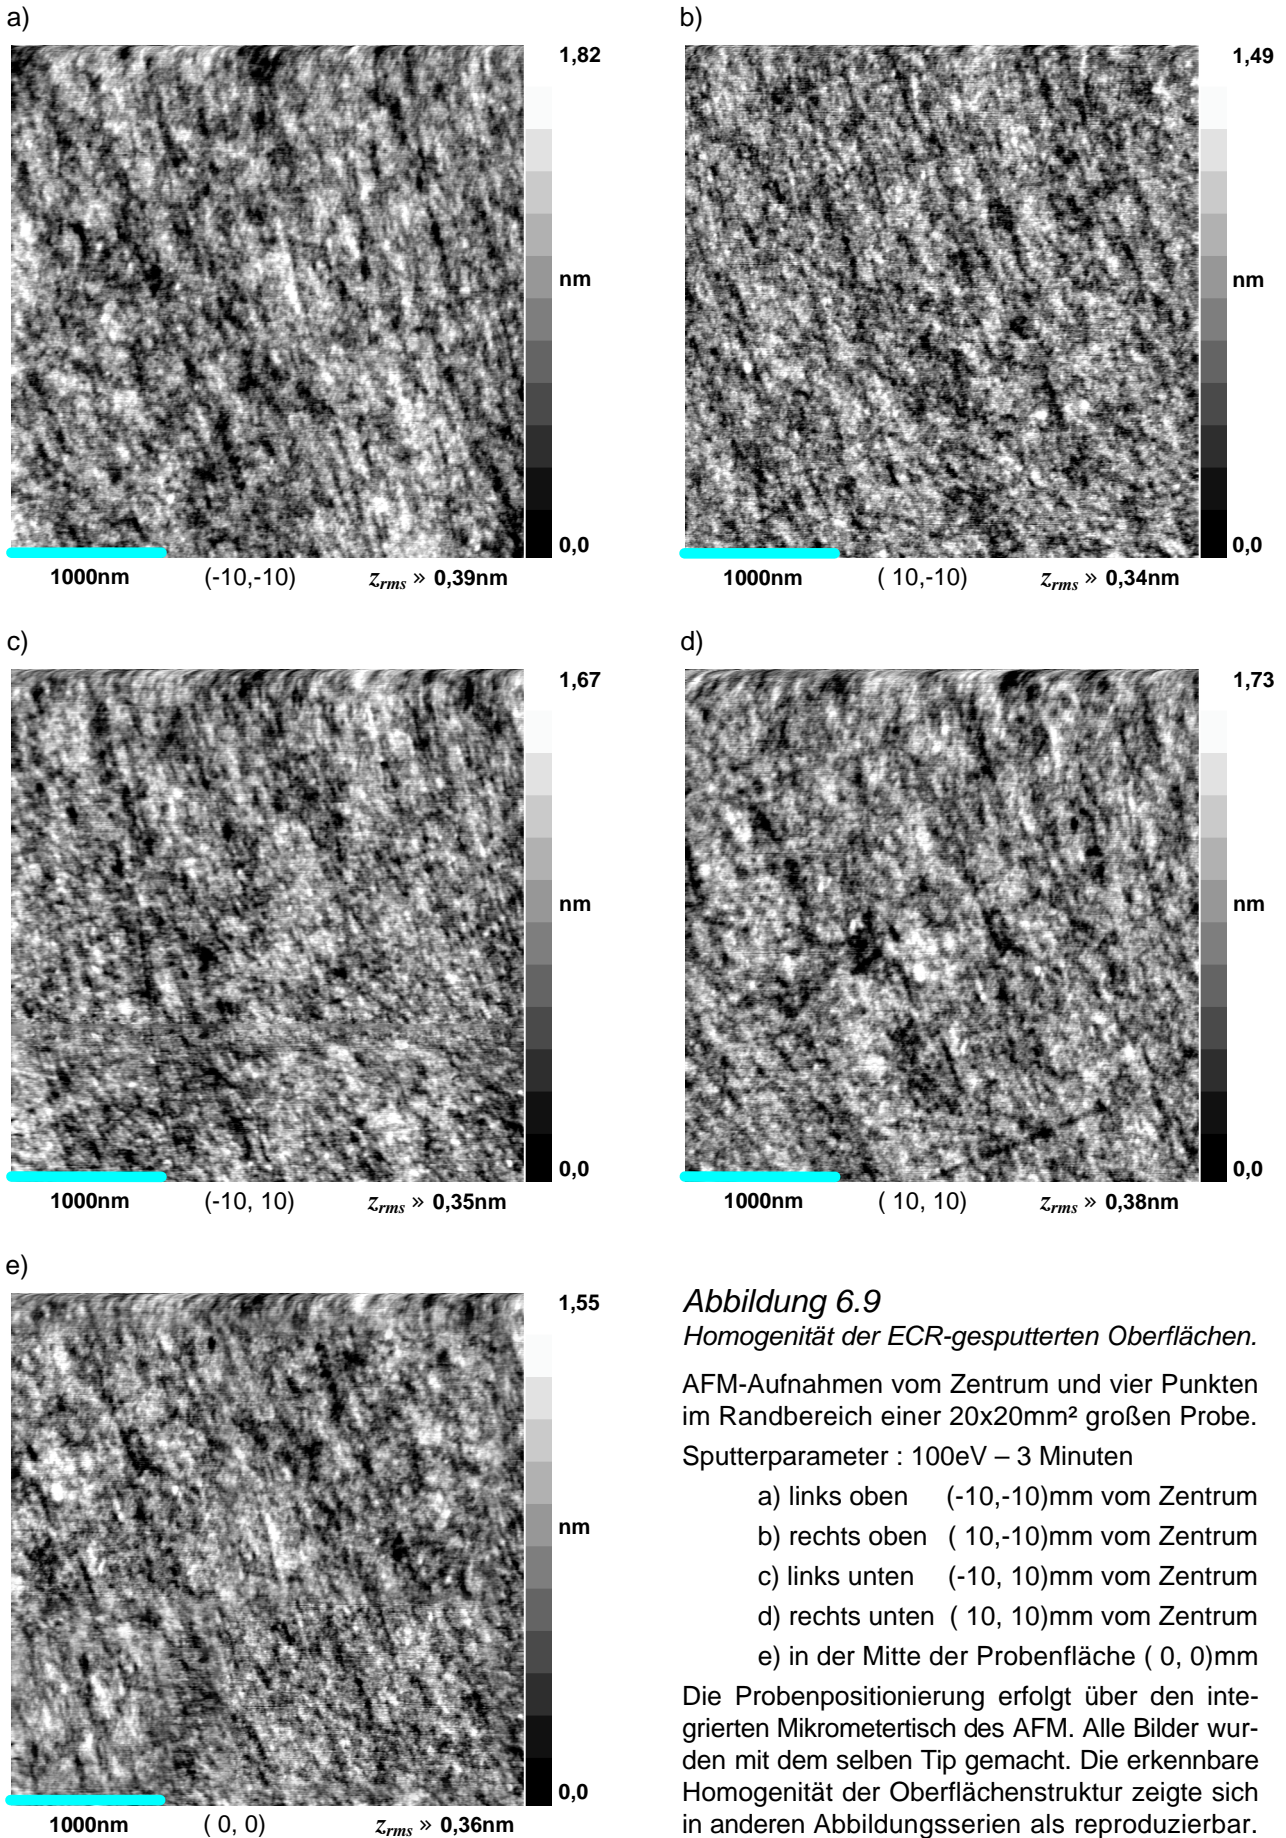 a)
1,82
nm
0,0
1000nm (-10,-10) zrms » 0,39nm
b)
1,49
nm
0,0
1000nm ( 10,-10) zrms » 0,34nm
c)
1,67
nm
0,0
1000nm (-10, 10) zrms » 0,35nm
d)
1,73
nm
0,0
1000nm ( 10, 10) zrms » 0,38nm
e)
1,55
nm
0,0
1000nm ( 0, 0) zrms » 0,36nm
Abbildung 6.9
Homogenität der ECR-gesputterten Oberflächen.
AFM-Aufnahmen vom Zentrum und vier Punkten
im Randbereich einer 20x20mm² großen Probe.
Sputterparameter : 100eV – 3 Minuten
a) links oben (-10,-10)mm vom Zentrum
b) rechts oben ( 10,-10)mm vom Zentrum
c) links unten (-10, 10)mm vom Zentrum
d) rechts unten ( 10, 10)mm vom Zentrum
e) in der Mitte der Probenfläche ( 0, 0)mm
Die Probenpositionierung erfolgt über den inte-
grierten Mikrometertisch des AFM. Alle Bilder wur-
den mit dem selben Tip gemacht. Die erkennbare
Homogenität der Oberflächenstruktur zeigte sich
in anderen Abbildungsserien als reproduzierbar.